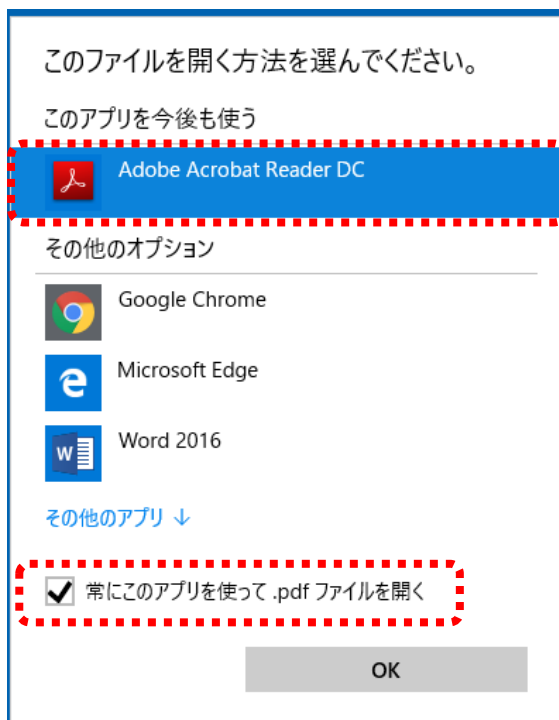 このファイルを開く方法を選んでください。
このアプリを今後も使う
Adobe Acrobat Reader DC
その他のオプション
Google Chrome
Microsoft Edge
Word 2016
その他のアプリ ↓
常にこのアプリを使って .pdf ファイルを開く
OK